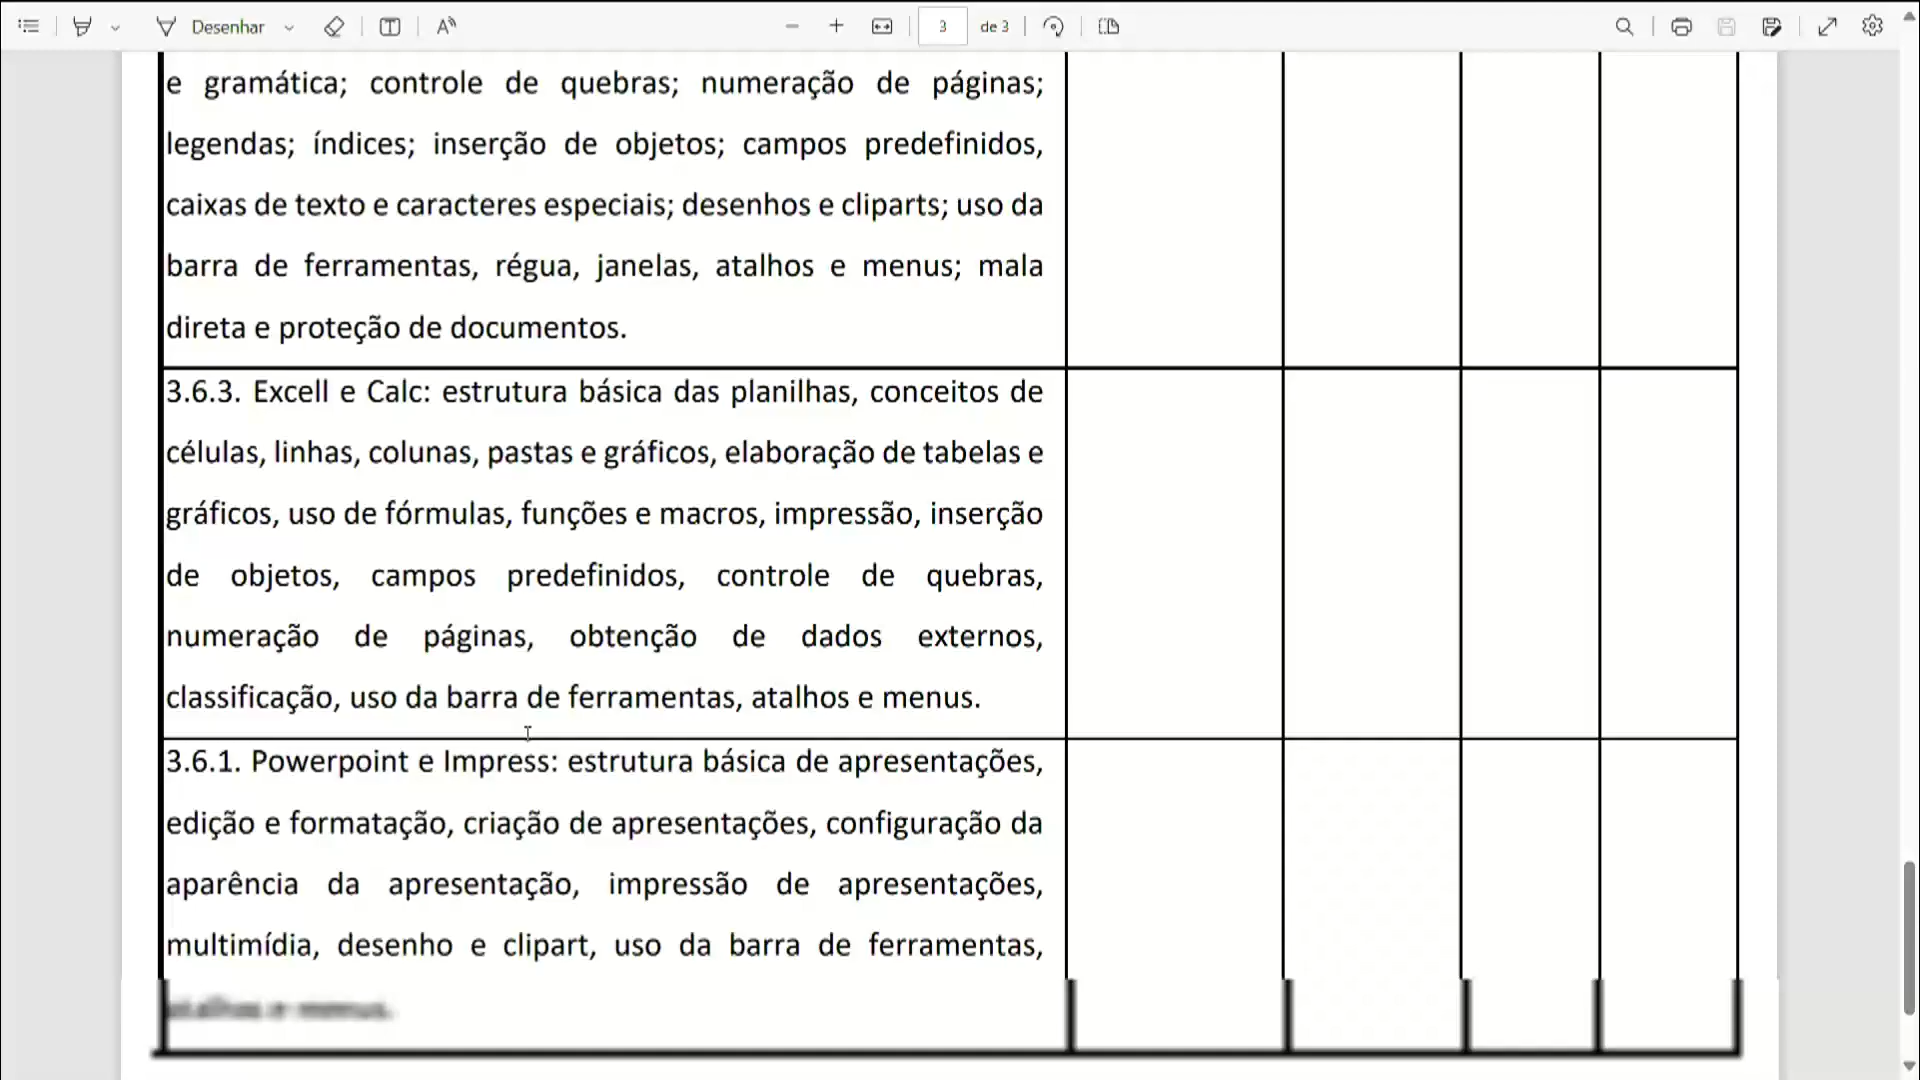 Desenhar
3
de 3
e gramática; controle de quebras; numeração de páginas;
legendas; índices; inserção de objetos; campos predefinidos,
caixas de texto e caracteres especiais; desenhos e cliparts; uso da
barra de ferramentas, régua, janelas, atalhos e menus; mala
direta e proteção de documentos.
3.6.3. Excell e Calc: estrutura básica das planilhas, conceitos de
células, linhas, colunas, pastas e gráficos, elaboração de tabelas e
gráficos, uso de fórmulas, funções e macros, impressão, inserção
de objetos, campos predefinidos, controle de quebras,
numeração de páginas, obtenção de dados externos,
classificação, uso da barra de ferramentas, atalhos e menus.
3.6.1. Powerpoint e Impress: estrutura básica de apresentações,
edição e formatação, criação de apresentações, configuração da
aparência da apresentação, impressão de apresentações,
multimídia, desenho e clipart, uso da barra de ferramentas,
atalhos e menus.